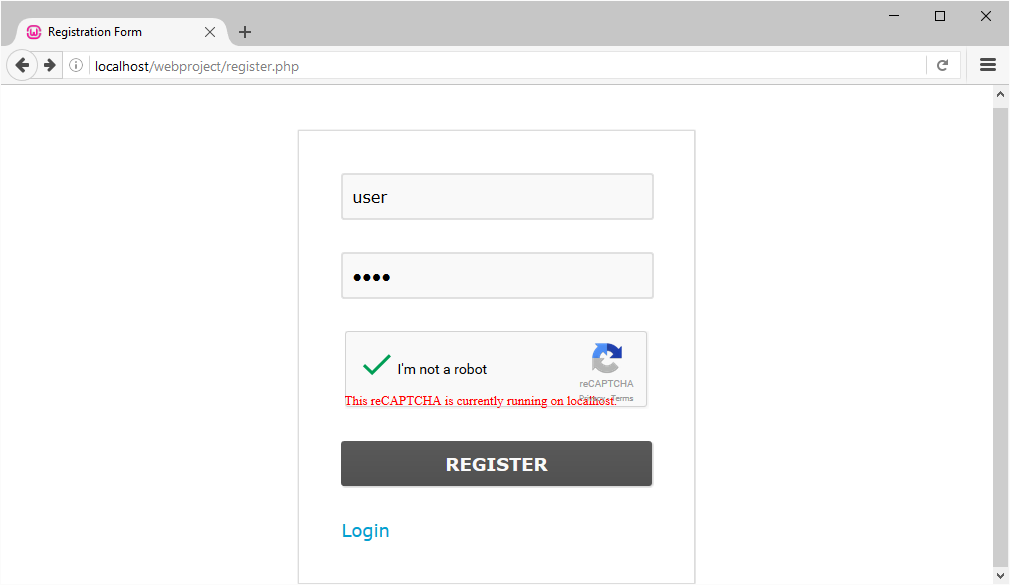 Registration Form
localhost/webproject/register.php
user
I'm not a robot
reCAPTCHA
Privacy - Terms
This reCAPTCHA is currently running on localhost.
REGISTER
Login